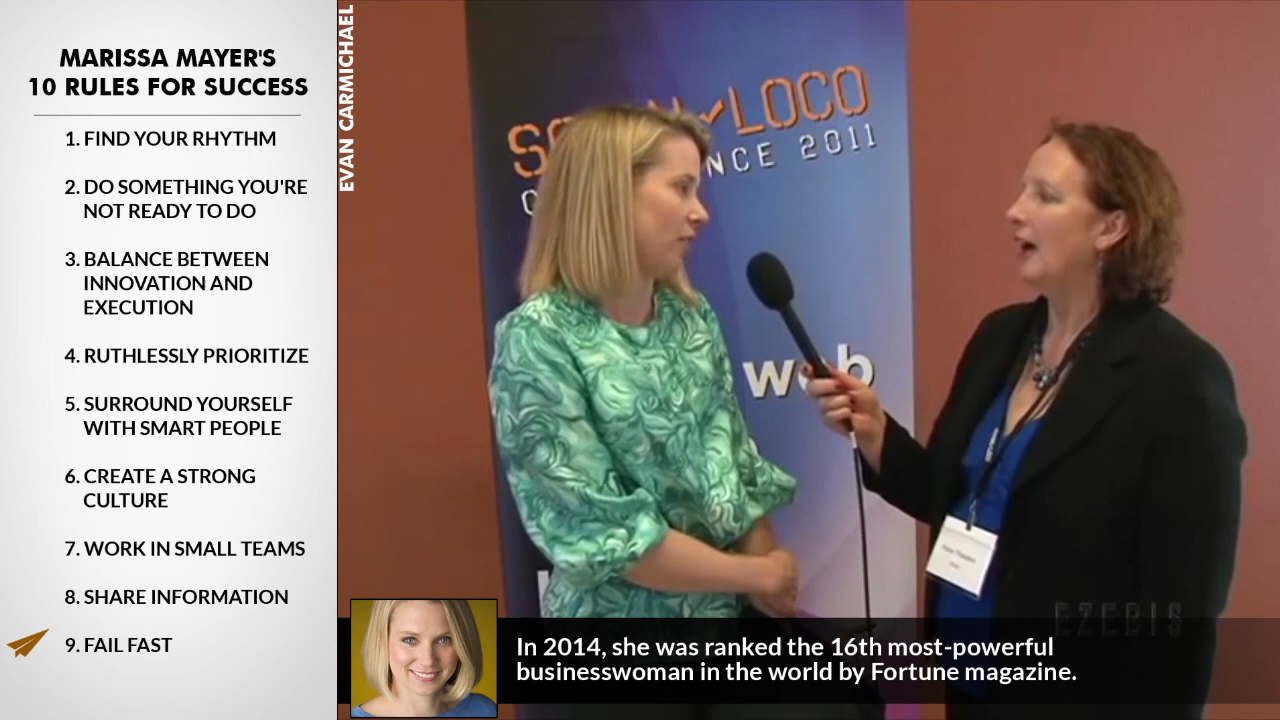 MARISSA MAYER'S
10 RULES FOR SUCCESS
1. FIND YOUR RHYTHM
2. DO SOMETHING YOU'RE
NOT READY TO DO
3. BALANCE BETWEEN
INNOVATION AND
EXECUTION
4. RUTHLESSLY PRIORITIZE
5. SURROUND YOURSELF
WITH SMART PEOPLE
6. CREATE A STRONG
CULTURE
7. WORK IN SMALL TEAMS
8. SHARE INFORMATION
9. FAIL FAST
EVAN CARMICHAEL
LOCO
2011
web
EZEBIS
In 2014, she was ranked the 16th most-powerful
businesswoman in the world by Fortune magazine.